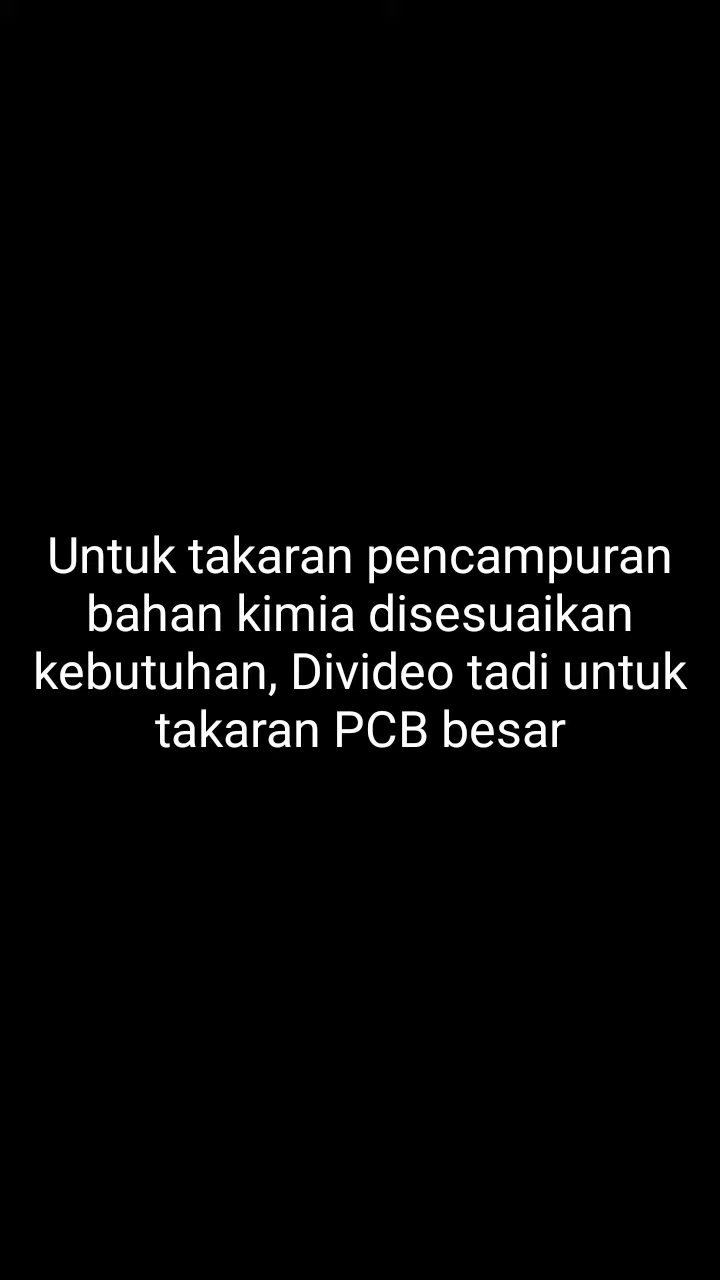 Untuk takaran pencampuran
bahan kimia disesuaikan
kebutuhan, Divideo tadi untuk
takaran PCB besar